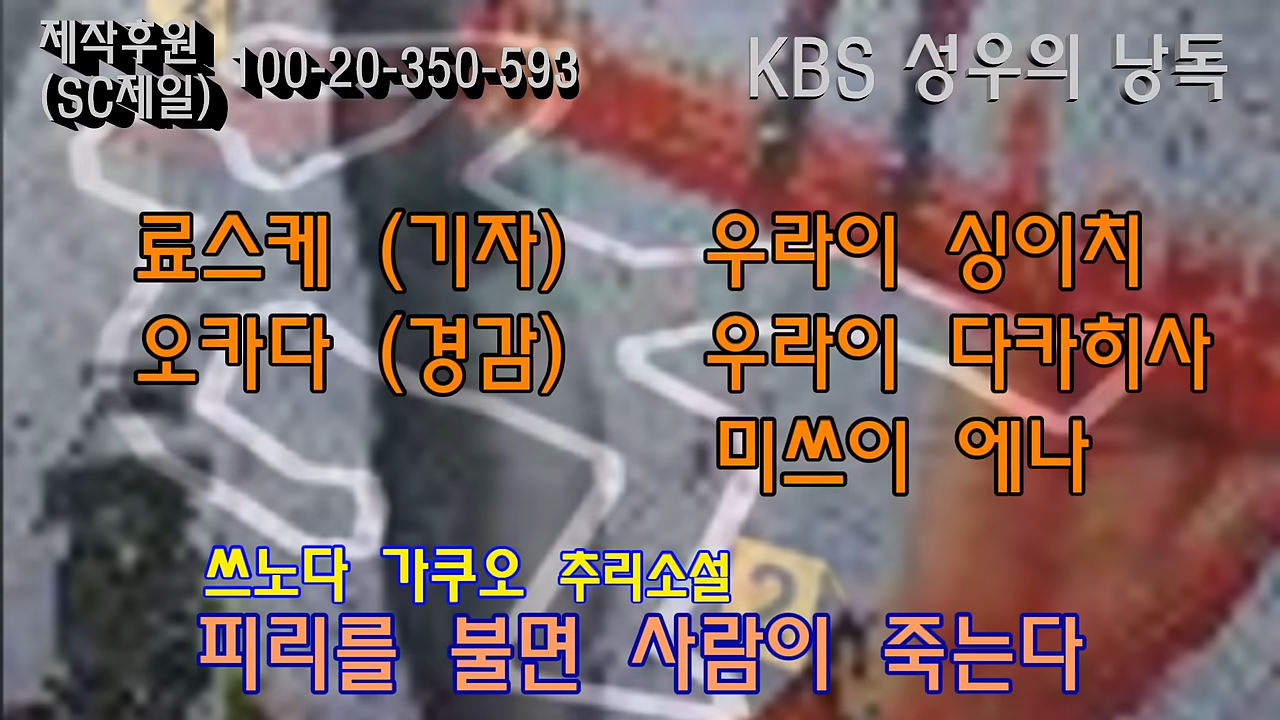 제작후원
(SC제일)
100-20-350-593
KBS 성우의 낭독
료스케 (기자)
우라이 싱이치
오카다 (경감)
우라이 다카히사
미쓰이 에나
2
쓰노다 가쿠오 추리소설
피리를 불면 사람이 죽는다